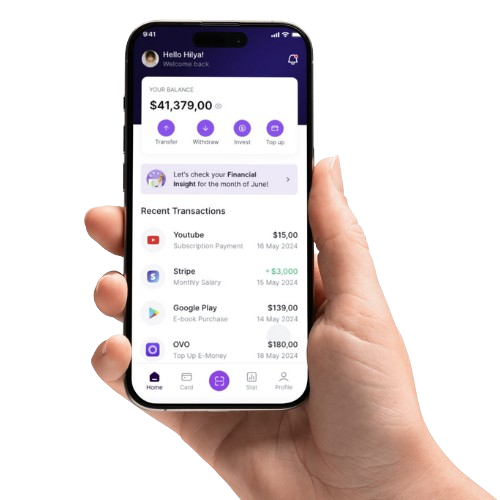 9:41
Hello Hilya!
Welcome back
YOUR BALANCE
$41,379,00
Transfer Withdraw Invest Top up
Let's check your Financial
Insight for the month of June!
Recent Transactions
Youtube $15,00
Subscription Payment 16 May 2024
Stripe + $3,000
Monthly Salary 15 May 2024
Google Play $139,00
E-book Purchase 14 May 2024
OVO $180,00
Top Up E-Money 18 May 2024
Home Card Stat Profile